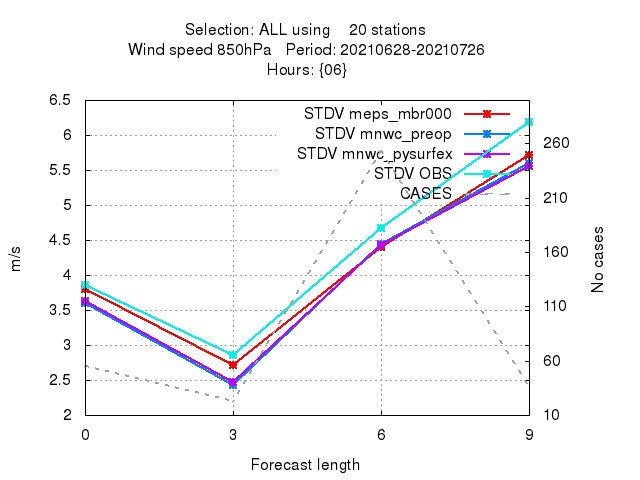 Selection: ALL using    20 stations
Wind speed 850hPa   Period: 20210628-20210726
Hours: {06}
STDV meps_mbr000
STDV mnwc_preop
STDV mnwc_pysurfex
STDV OBS
CASES
6.5
6
5.5
5
4.5
4
3.5
3
2.5
2
m/s
260
210
160
110
60
10
No cases
0 3 6 9
Forecast length